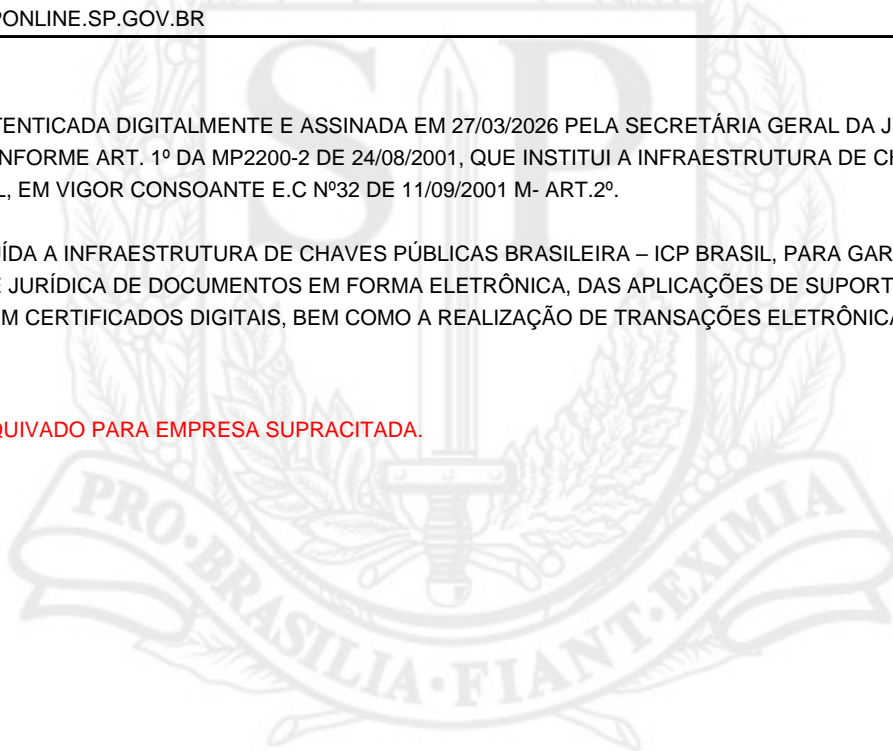 PONLINE.SP.GOV.BR
TENTICADA DIGITALMENTE E ASSINADA EM 27/03/2026 PELA SECRETÁRIA GERAL DA J
NFORME ART. 1º DA MP2200-2 DE 24/08/2001, QUE INSTITUI A INFRAESTRUTURA DE CH
L, EM VIGOR CONSOANTE E.C Nº32 DE 11/09/2001 M- ART.2º.
UÍDA A INFRAESTRUTURA DE CHAVES PÚBLICAS BRASILEIRA – ICP BRASIL, PARA GAR
E JURÍDICA DE DOCUMENTOS EM FORMA ELETRÔNICA, DAS APLICAÇÕES DE SUPORT
EM CERTIFICADOS DIGITAIS, BEM COMO A REALIZAÇÃO DE TRANSAÇÕES ELETRÔNICA
QUIVADO PARA EMPRESA SUPRACITADA.
SP
PRO·BRASILIA·FIANT·EXIMIA